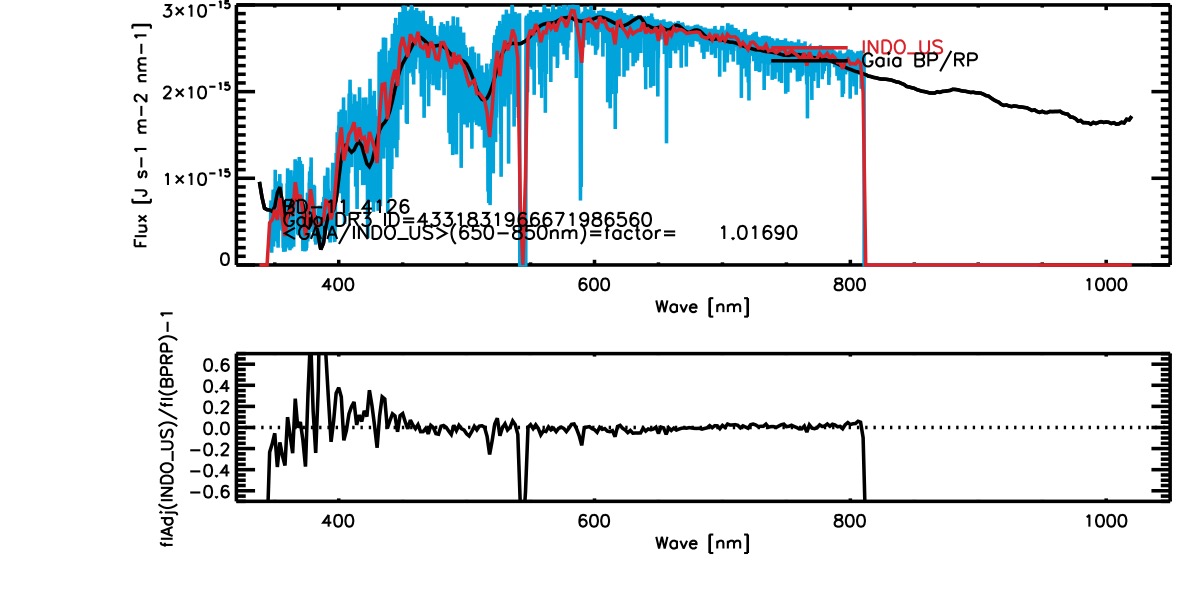 3×10⁻¹⁵
2×10⁻¹⁵
1×10⁻¹⁵
0
Flux [J s−1 m−2 nm−1]
INDO_US
Gaia BP/RP
BD−11 4126
Gaia DR3 ID=4331831966671986560
<GAIA/INDO_US>(650−850nm)=factor= 1.01690
400 600 800 1000
Wave [nm]
flAdj(INDO_US)/fl(BPRP)−1
0.6
0.4
0.2
0.0
−0.2
−0.4
−0.6
400 600 800 1000
Wave [nm]